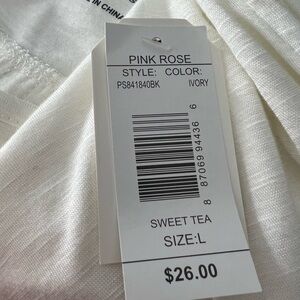 E IN CHINA
PINK ROSE
STYLE: COLOR:
PS841840BK IVORY
8 87069 94436 6
SWEET TEA
SIZE:L
$26.00